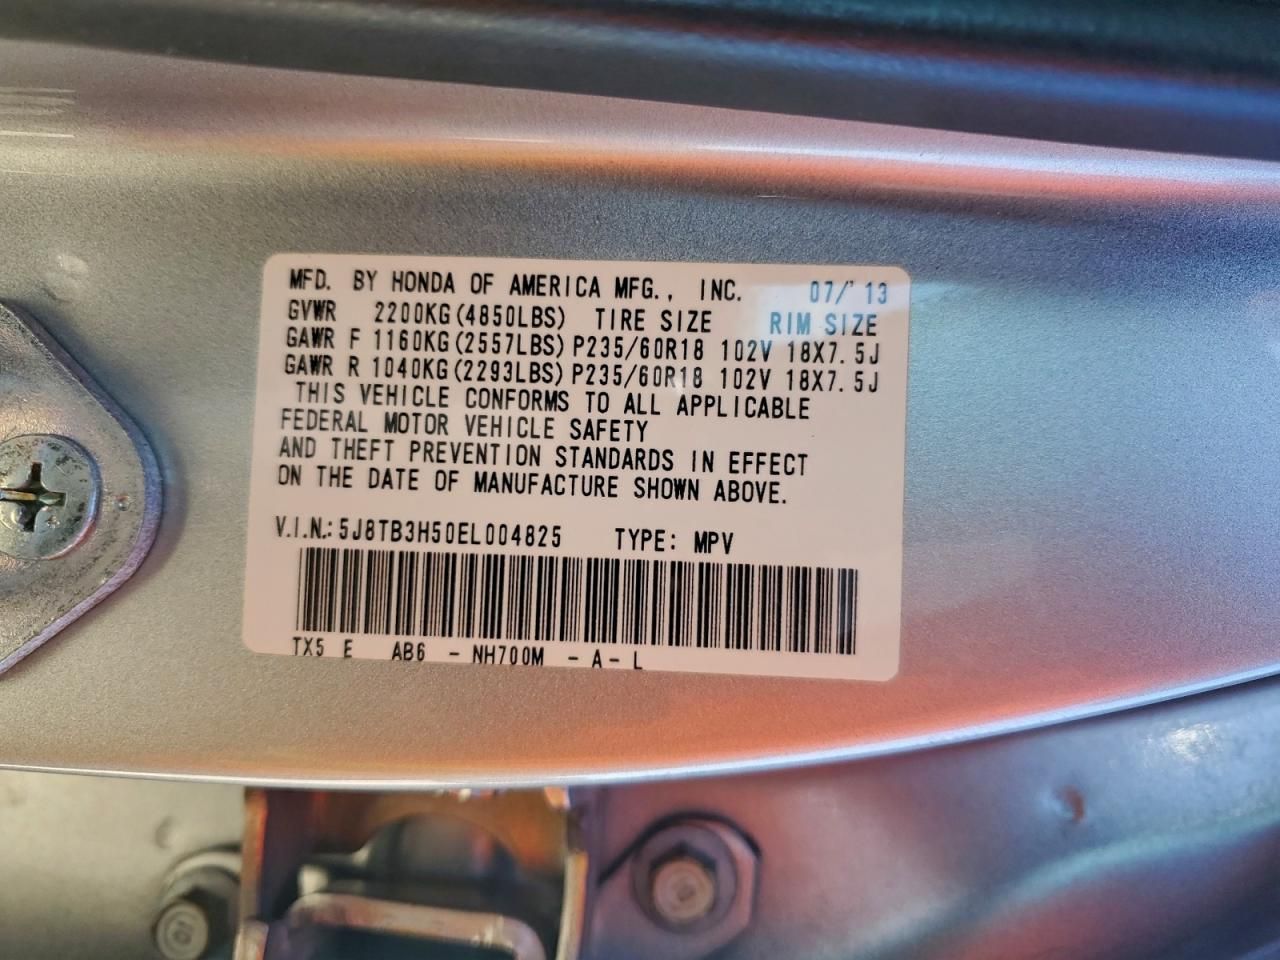 MFD. BY HONDA OF AMERICA MFG., INC. 07/'13
GVWR 2200KG(4850LBS) TIRE SIZE RIM SIZE
GAWR F 1160KG(2557LBS)P235/60R18 102V 18X7.5J
GAWR R 1040KG(2293LBS)P235/60R18 102V 18X7.5J
THIS VEHICLE CONFORMS TO ALL APPLICABLE
FEDERAL MOTOR VEHICLE SAFETY
AND THEFT PREVENTION STANDARDS IN EFFECT
ON THE DATE OF MANUFACTURE SHOWN ABOVE.
V.I.N.:5J8TB3H50EL004825 TYPE: MPV
TX5 E AB6 - NH700M - A - L